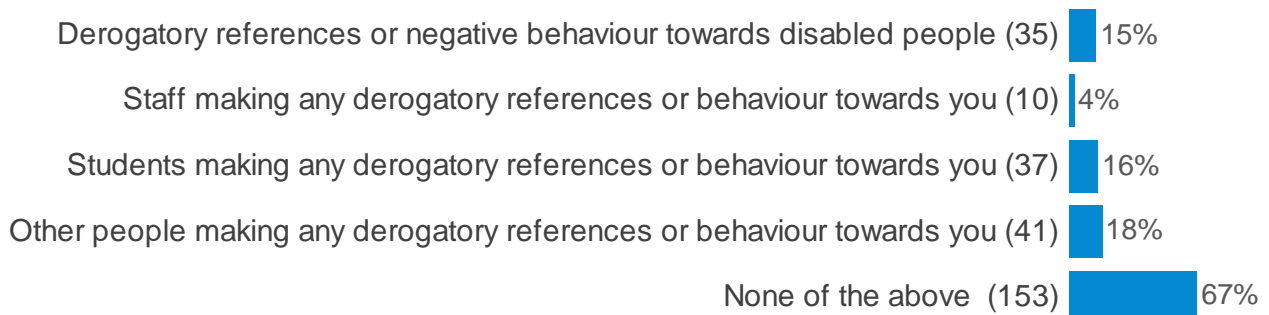 Derogatory references or negative behaviour towards disabled people (35) 15%
Staff making any derogatory references or behaviour towards you (10) 4%
Students making any derogatory references or behaviour towards you (37) 16%
Other people making any derogatory references or behaviour towards you (41) 18%
None of the above (153) 67%